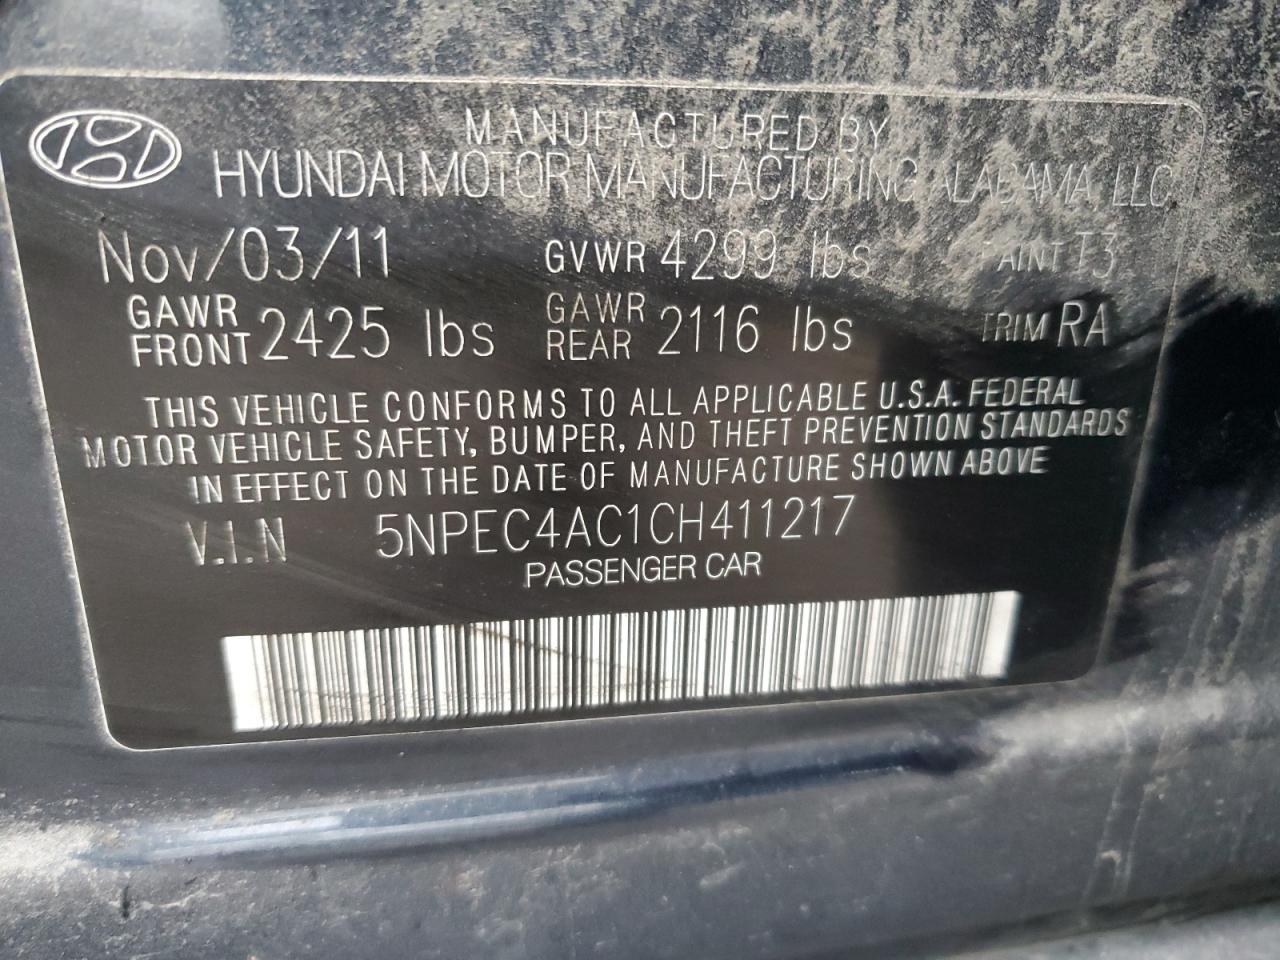 MANUFACTURED BY
HYUNDAI MOTOR MANUFACTURING ALABAMA, LLC
Nov/03/11 GVWR 4299 lbs PAINT T3
GAWR FRONT 2425 lbs GAWR REAR 2116 lbs TRIM RA
THIS VEHICLE CONFORMS TO ALL APPLICABLE U.S.A. FEDERAL
MOTOR VEHICLE SAFETY, BUMPER, AND THEFT PREVENTION STANDARDS
IN EFFECT ON THE DATE OF MANUFACTURE SHOWN ABOVE
V.I.N 5NPEC4AC1CH411217
PASSENGER CAR